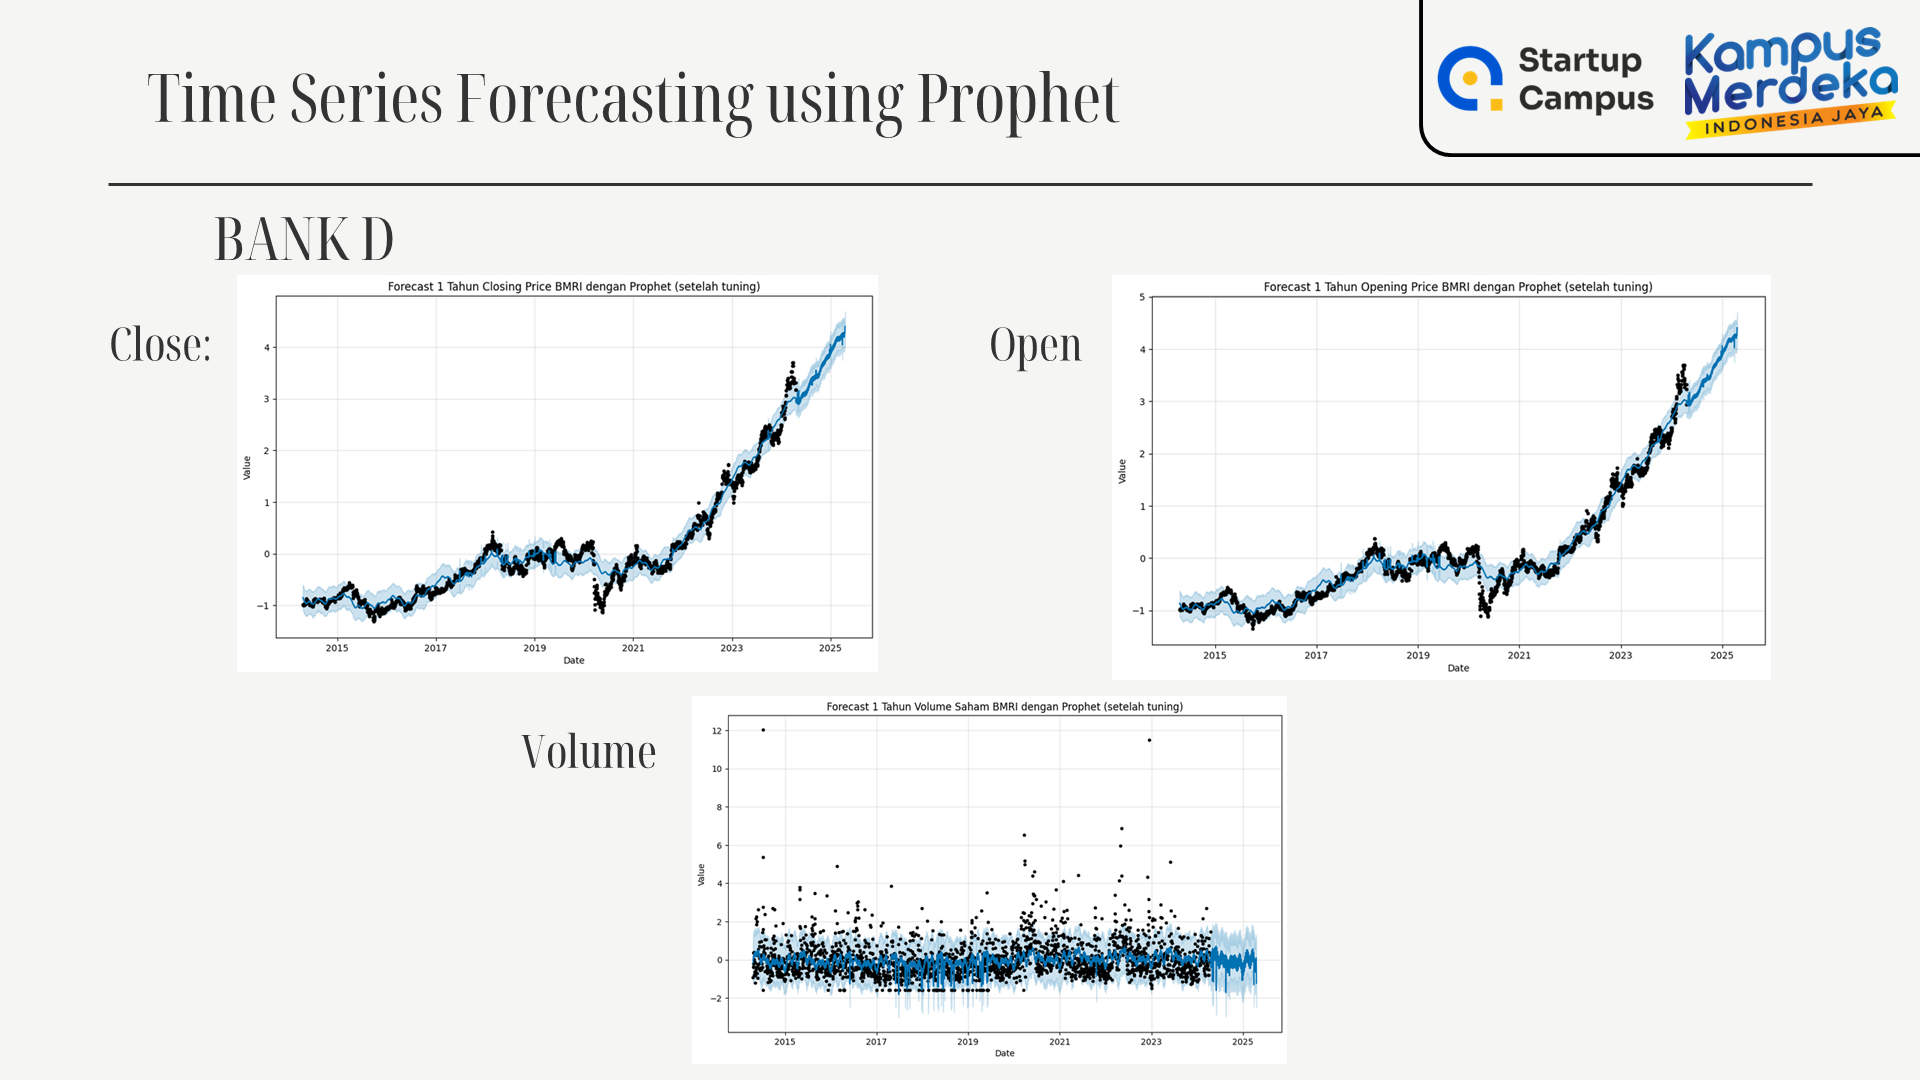 Time Series Forecasting using Prophet
Startup
Campus
Kampus
Merdeka
INDONESIA JAYA
BANK D
Close:
Forecast 1 Tahun Closing Price BMRI dengan Prophet (setelah tuning)
Value
4
3
2
1
0
−1
2015 2017 2019 2021 2023 2025
Date
Open
Forecast 1 Tahun Opening Price BMRI dengan Prophet (setelah tuning)
Value
5
4
3
2
1
0
−1
2015 2017 2019 2021 2023 2025
Date
Volume
Forecast 1 Tahun Volume Saham BMRI dengan Prophet (setelah tuning)
Value
12
10
8
6
4
2
0
−2
2015 2017 2019 2021 2023 2025
Date